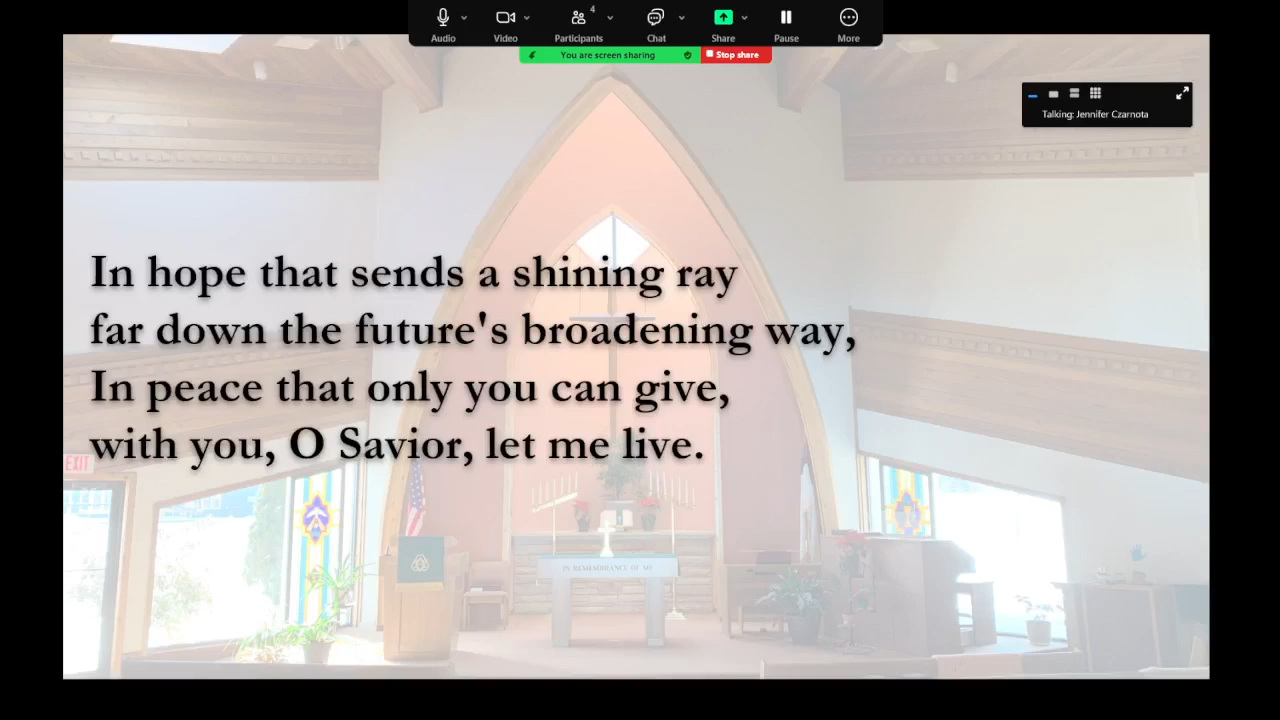 4
Audio
Video
Participants
Chat
Share
Pause
More
You are screen sharing
Stop share
Talking: Jennifer Czarnota
In hope that sends a shining ray
far down the future's broadening way,
In peace that only you can give,
with you, O Savior, let me live.
EXIT
IN REMEMBRANCE OF ME